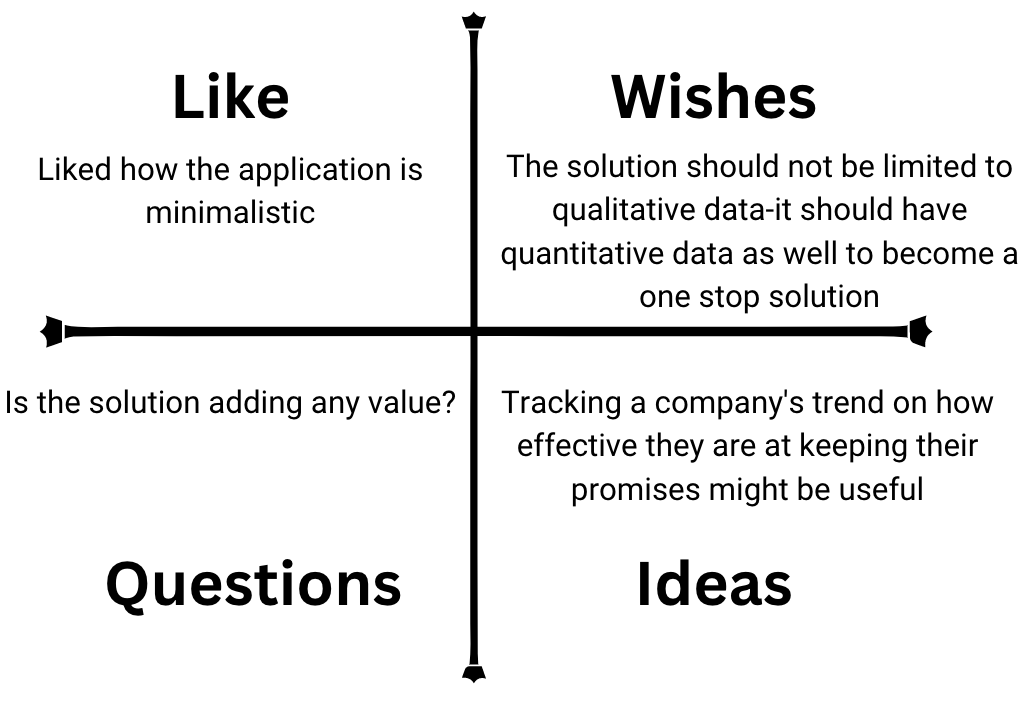 Like
Liked how the application is
minimalistic
Wishes
The solution should not be limited to
qualitative data-it should have
quantitative data as well to become a
one stop solution
Is the solution adding any value?
Questions
Tracking a company's trend on how
effective they are at keeping their
promises might be useful
Ideas